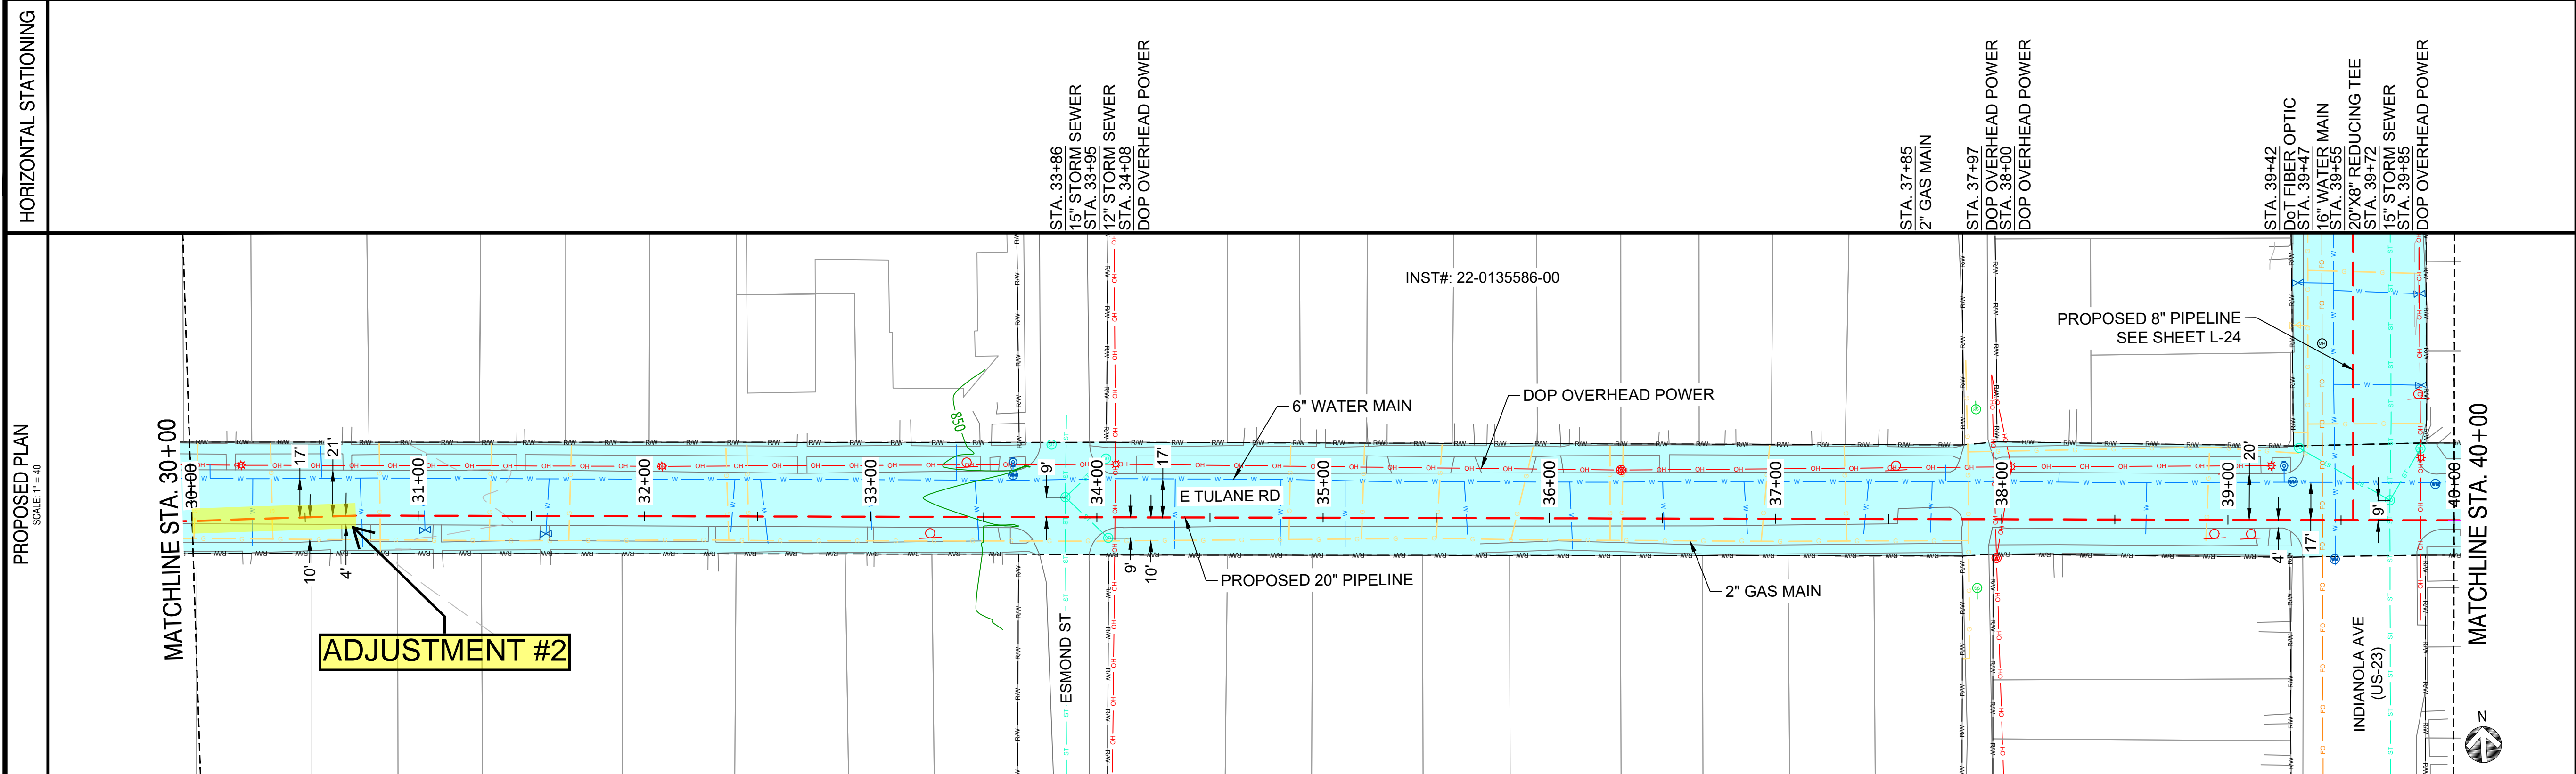 HORIZONTAL STATIONING
STA. 33+86
15" STORM SEWER
STA. 33+95
12" STORM SEWER
STA. 34+08
DOP OVERHEAD POWER
STA. 37+85
2" GAS MAIN
STA. 37+97
DOP OVERHEAD POWER
STA. 38+00
DOP OVERHEAD POWER
STA. 39+42
DoT FIBER OPTIC
STA. 39+47
16" WATER MAIN
STA. 39+55
20"X8" REDUCING TEE
STA. 39+72
15" STORM SEWER
STA. 39+85
DOP OVERHEAD POWER
PROPOSED PLAN
SCALE: 1" = 40'
MATCHLINE STA. 30+00
INST#: 22-0135586-00
PROPOSED 8" PIPELINE
SEE SHEET L-24
6" WATER MAIN
DOP OVERHEAD POWER
850
30+00
17'
21'
31+00
32+00
33+00
9'
34+00
17'
E TULANE RD
35+00
36+00
37+00
38+00
39+00
20'
9'
40+00
10'
4'
9'
10'
PROPOSED 20" PIPELINE
2" GAS MAIN
4'
17'
ADJUSTMENT #2
ESMOND ST
INDIANOLA AVE
(US-23)
MATCHLINE STA. 40+00
N